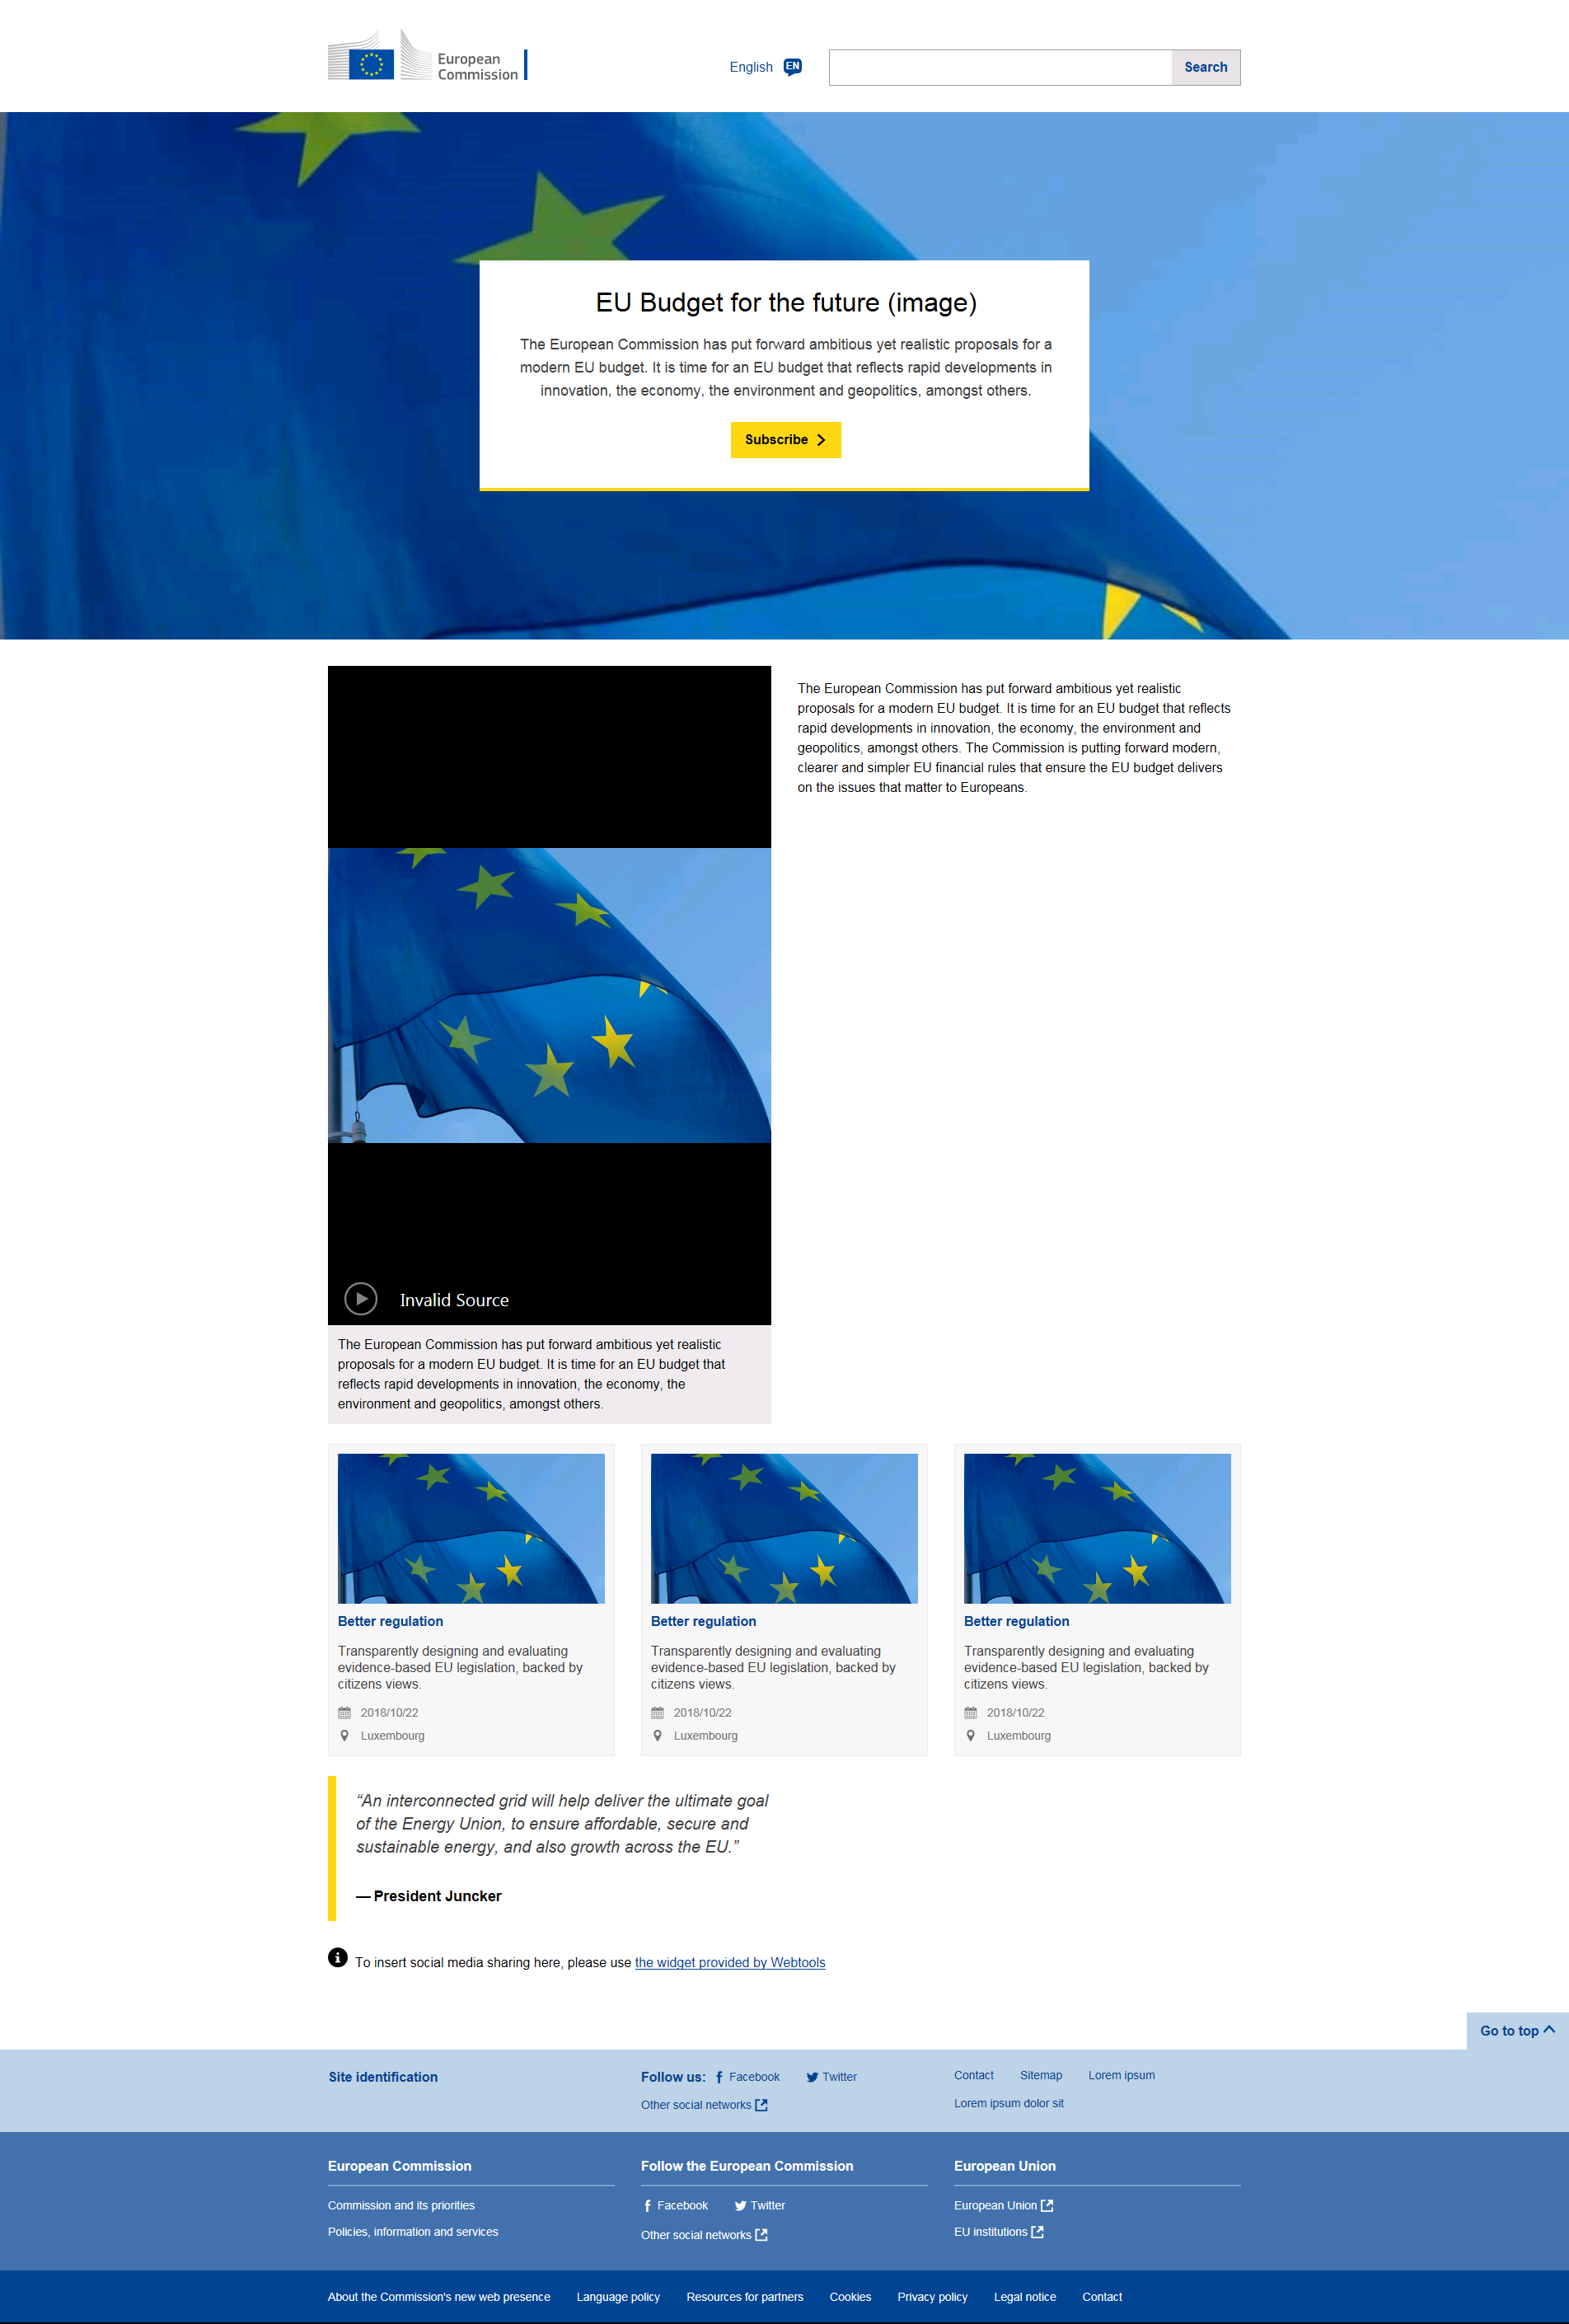 European
Commission
English
EN
Search
EU Budget for the future (image)
The European Commission has put forward ambitious yet realistic proposals for a
modern EU budget. It is time for an EU budget that reflects rapid developments in
innovation, the economy, the environment and geopolitics, amongst others.
Subscribe
The European Commission has put forward ambitious yet realistic
proposals for a modern EU budget. It is time for an EU budget that reflects
rapid developments in innovation, the economy, the environment and
geopolitics, amongst others. The Commission is putting forward modern,
clearer and simpler EU financial rules that ensure the EU budget delivers
on the issues that matter to Europeans.
Invalid Source
The European Commission has put forward ambitious yet realistic
proposals for a modern EU budget. It is time for an EU budget that
reflects rapid developments in innovation, the economy, the
environment and geopolitics, amongst others.
Better regulation
Transparently designing and evaluating
evidence-based EU legislation, backed by
citizens views.
2018/10/22
Luxembourg
Better regulation
Transparently designing and evaluating
evidence-based EU legislation, backed by
citizens views.
2018/10/22
Luxembourg
Better regulation
Transparently designing and evaluating
evidence-based EU legislation, backed by
citizens views.
2018/10/22
Luxembourg
“An interconnected grid will help deliver the ultimate goal
of the Energy Union, to ensure affordable, secure and
sustainable energy, and also growth across the EU.”
— President Juncker
To insert social media sharing here, please use the widget provided by Webtools
Go to top
Site identification
Follow us: Facebook Twitter
Other social networks
Contact Sitemap Lorem ipsum
Lorem ipsum dolor sit
European Commission
Commission and its priorities
Policies, information and services
Follow the European Commission
Facebook Twitter
Other social networks
European Union
European Union
EU institutions
About the Commission's new web presence Language policy Resources for partners Cookies Privacy policy Legal notice Contact